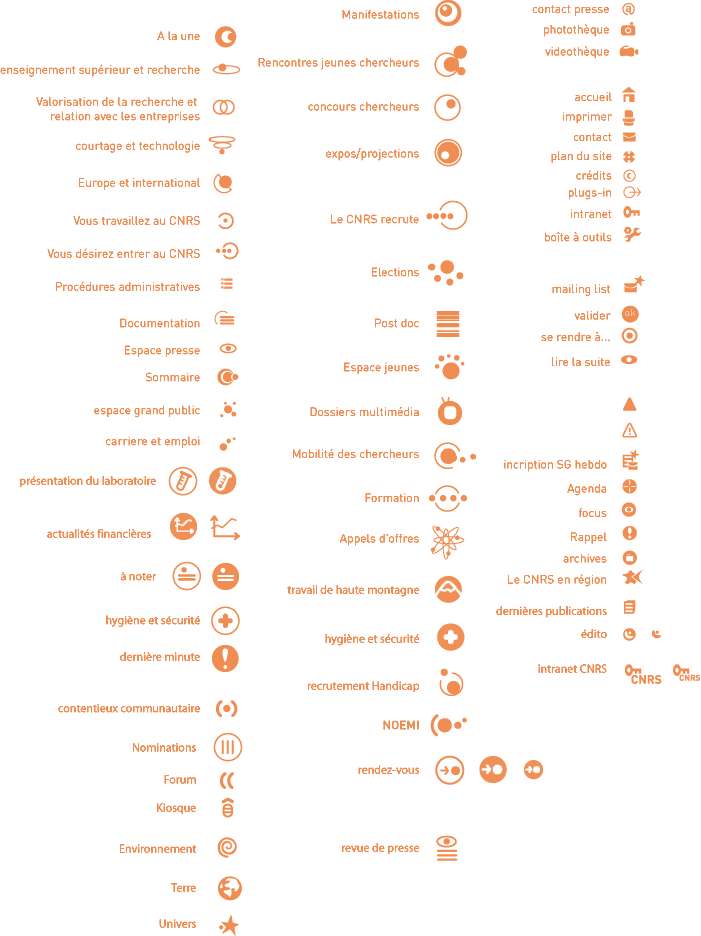 A la une
enseignement supérieur et recherche
Valorisation de la recherche et
relation avec les entreprises
courtage et technologie
Europe et international
Vous travaillez au CNRS
Vous désirez entrer au CNRS
Procédures administratives
Documentation
Espace presse
Sommaire
espace grand public
carriere et emploi
présentation du laboratoire
actualités financières
à noter
hygiène et sécurité
dernière minute
contentieux communautaire
Nominations
Forum
Kiosque
Environnement
Terre
Univers
Manifestations
Rencontres jeunes chercheurs
concours chercheurs
expos/projections
Le CNRS recrute
Elections
Post doc
Espace jeunes
Dossiers multimédia
Mobilité des chercheurs
Formation
Appels d'offres
travail de haute montagne
hygiène et sécurité
recrutement Handicap
NOEMI
rendez-vous
revue de presse
contact presse @
photothèque
videothèque
accueil
imprimer
contact
plan du site
crédits c
plugs-in
intranet
boîte à outils
mailing list
valider ok
se rendre à...
lire la suite
incription SG hebdo
Agenda
focus
Rappel
archives
Le CNRS en région
dernières publications
édito
intranet CNRS CNRS CNRS